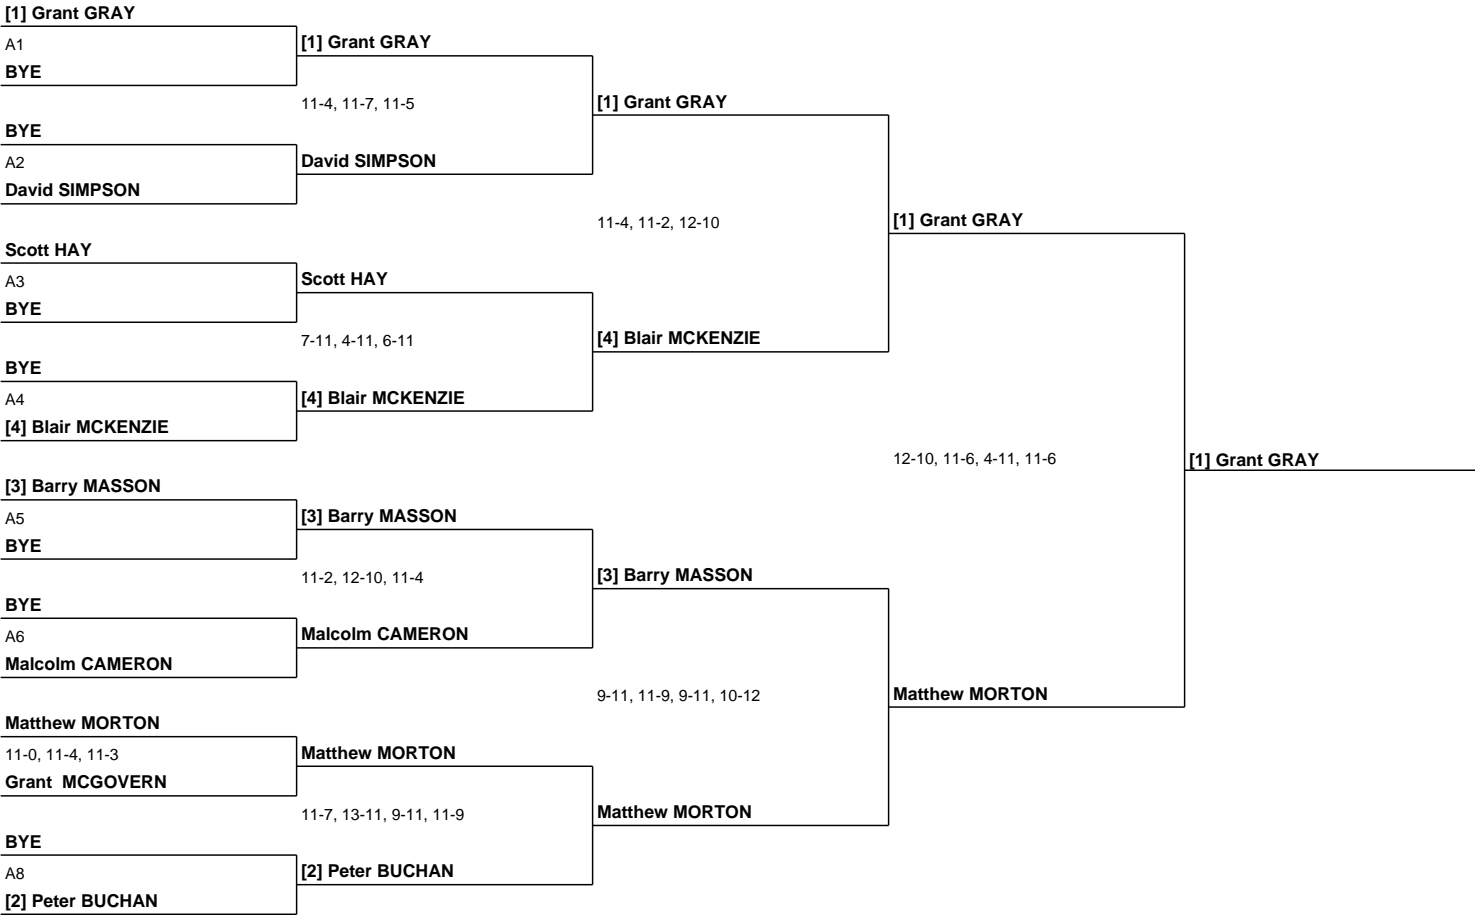 [1] Grant GRAY
A1
BYE
BYE
A2
David SIMPSON
Scott HAY
A3
BYE
BYE
A4
[4] Blair MCKENZIE
[3] Barry MASSON
A5
BYE
BYE
A6
Malcolm CAMERON
Matthew MORTON
11-0, 11-4, 11-3
Grant MCGOVERN
BYE
A8
[2] Peter BUCHAN
[1] Grant GRAY
11-4, 11-7, 11-5
David SIMPSON
Scott HAY
7-11, 4-11, 6-11
[4] Blair MCKENZIE
[3] Barry MASSON
11-2, 12-10, 11-4
Malcolm CAMERON
Matthew MORTON
11-7, 13-11, 9-11, 11-9
[2] Peter BUCHAN
[1] Grant GRAY
11-4, 11-2, 12-10
[4] Blair MCKENZIE
[3] Barry MASSON
9-11, 11-9, 9-11, 10-12
Matthew MORTON
[1] Grant GRAY
12-10, 11-6, 4-11, 11-6
Matthew MORTON
[1] Grant GRAY